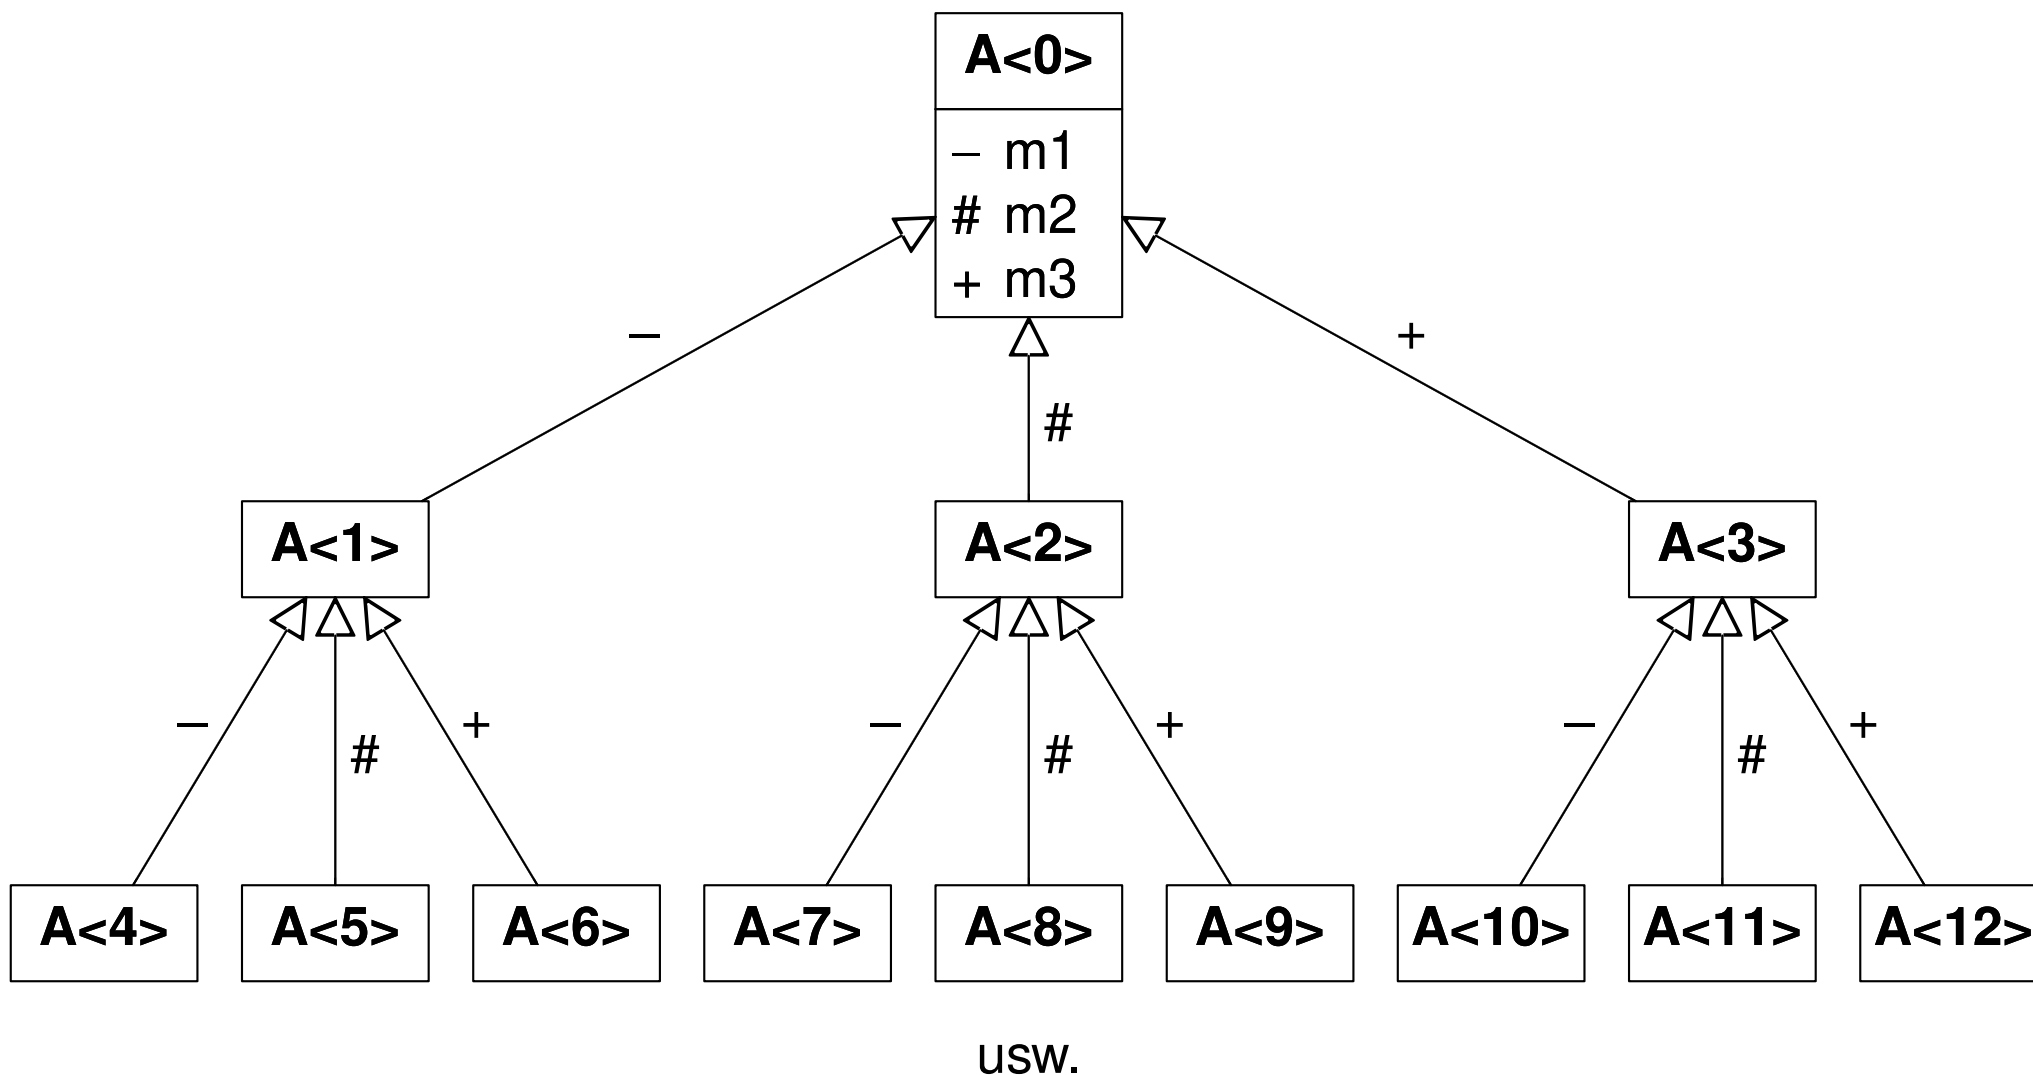 A<0>
– m1
# m2
+ m3
– # +
A<1> A<2> A<3>
– # + – # + – # +
A<4> A<5> A<6> A<7> A<8> A<9> A<10> A<11> A<12>
usw.